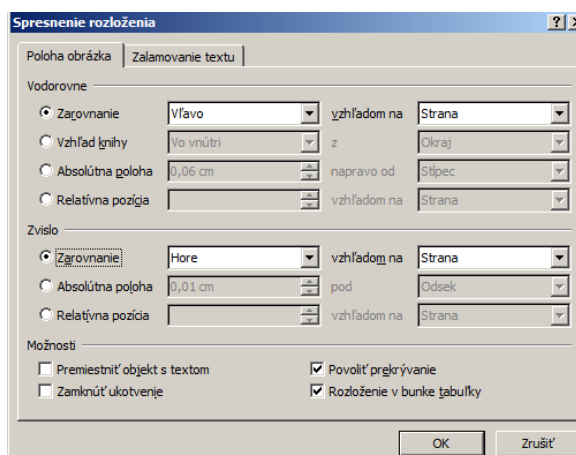 Spresnenie rozloženia
Poloha obrázka Zalamovanie textu
Vodorovne
Zarovnanie Vľavo vzhľadom na Strana
Vzhľad knihy Vo vnútri z Okraj
Absolútna poloha 0,06 cm napravo od Stĺpec
Relatívna pozícia vzhľadom na Strana
Zvislo
Zarovnanie Hore vzhľadom na Strana
Absolútna poloha 0,01 cm pod Odsek
Relatívna pozícia vzhľadom na Strana
Možnosti
Premiestniť objekt s textom Povoliť prekrývanie
Zamknúť ukotvenie Rozloženie v bunke tabuľky
OK Zrušiť